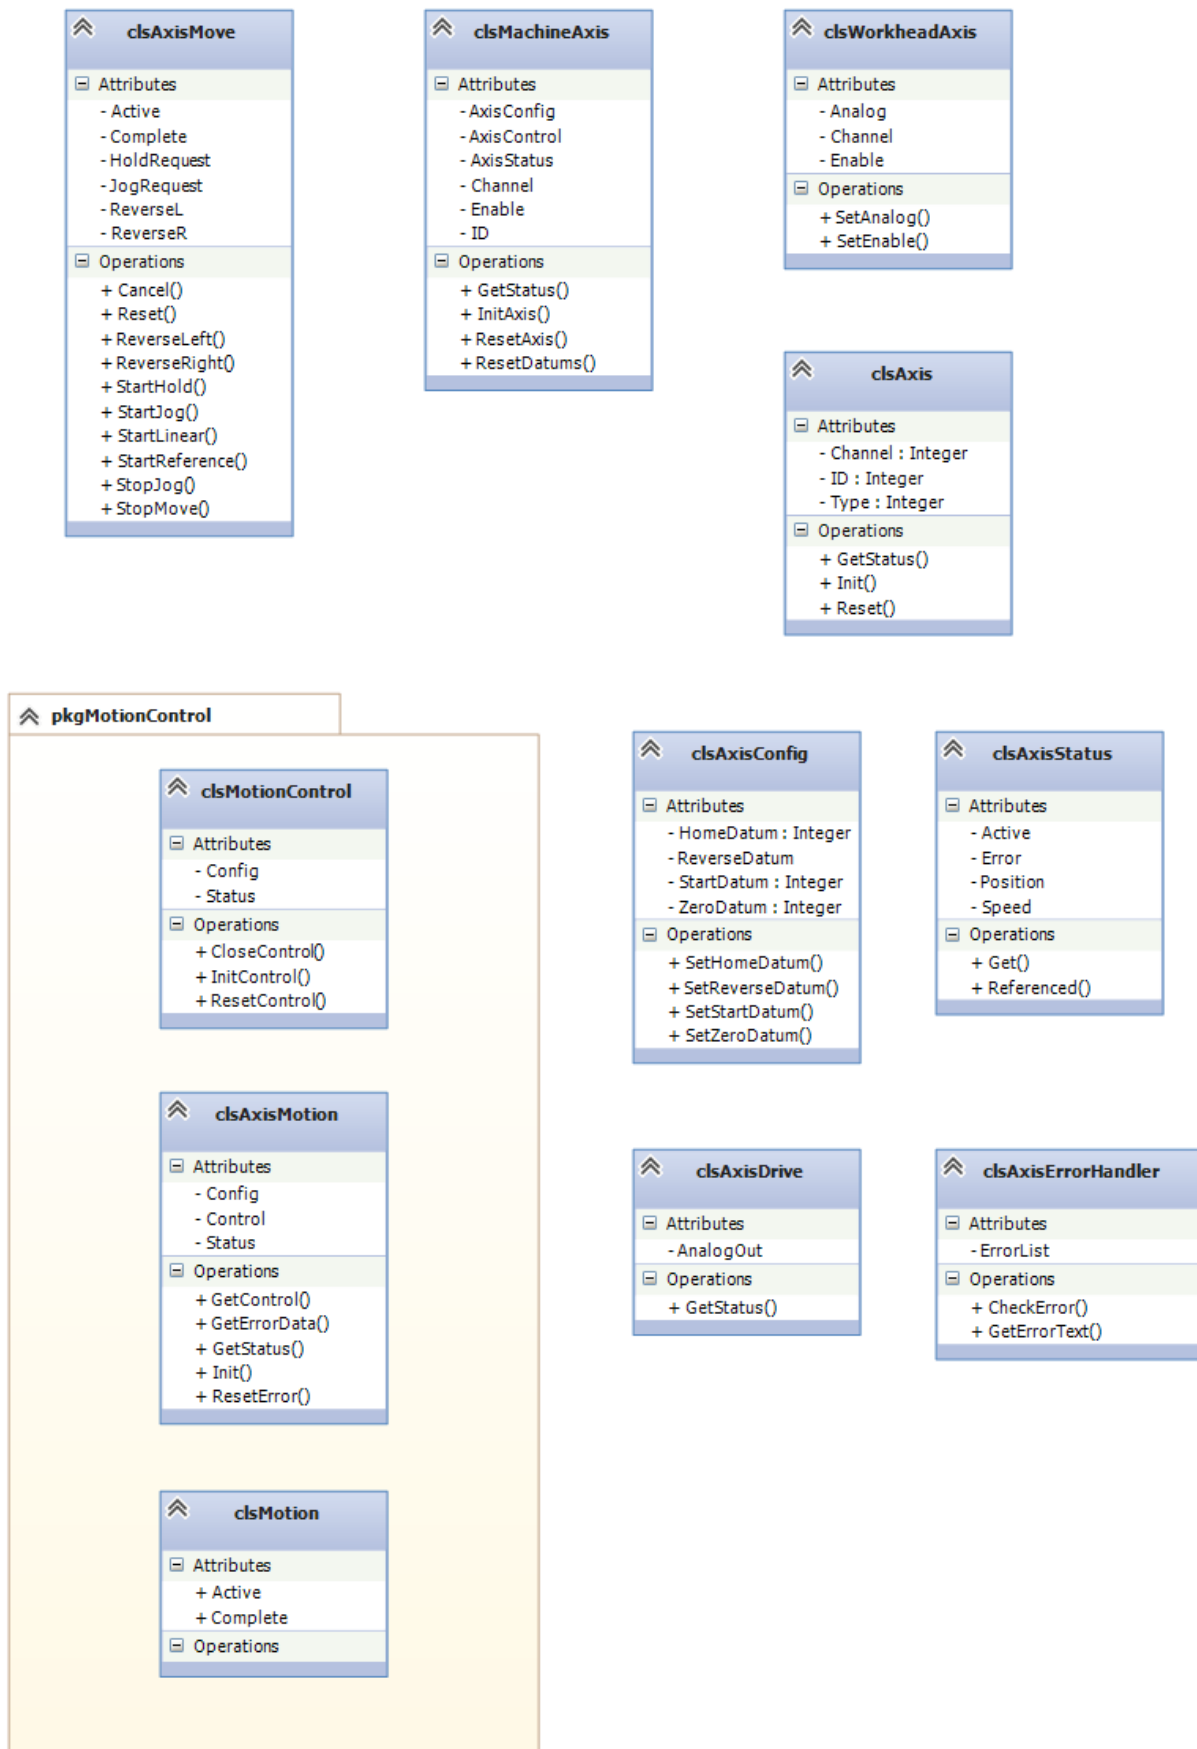 clsAxisMove
Attributes
- Active
- Complete
- HoldRequest
- JogRequest
- ReverseL
- ReverseR
Operations
+ Cancel()
+ Reset()
+ ReverseLeft()
+ ReverseRight()
+ StartHold()
+ StartJog()
+ StartLinear()
+ StartReference()
+ StopJog()
+ StopMove()
clsMachineAxis
Attributes
- AxisConfig
- AxisControl
- AxisStatus
- Channel
- Enable
- ID
Operations
+ GetStatus()
+ InitAxis()
+ ResetAxis()
+ ResetDatums()
clsWorkheadAxis
Attributes
- Analog
- Channel
- Enable
Operations
+ SetAnalog()
+ SetEnable()
clsAxis
Attributes
- Channel : Integer
- ID : Integer
- Type : Integer
Operations
+ GetStatus()
+ Init()
+ Reset()
pkgMotionControl
clsMotionControl
Attributes
- Config
- Status
Operations
+ CloseControl()
+ InitControl()
+ ResetControl()
clsAxisMotion
Attributes
- Config
- Control
- Status
Operations
+ GetControl()
+ GetErrorData()
+ GetStatus()
+ Init()
+ ResetError()
clsMotion
Attributes
+ Active
+ Complete
Operations
clsAxisConfig
Attributes
- HomeDatum : Integer
- ReverseDatum
- StartDatum : Integer
- ZeroDatum : Integer
Operations
+ SetHomeDatum()
+ SetReverseDatum()
+ SetStartDatum()
+ SetZeroDatum()
clsAxisStatus
Attributes
- Active
- Error
- Position
- Speed
Operations
+ Get()
+ Referenced()
clsAxisDrive
Attributes
- AnalogOut
Operations
+ GetStatus()
clsAxisErrorHandler
Attributes
- ErrorList
Operations
+ CheckError()
+ GetErrorText()